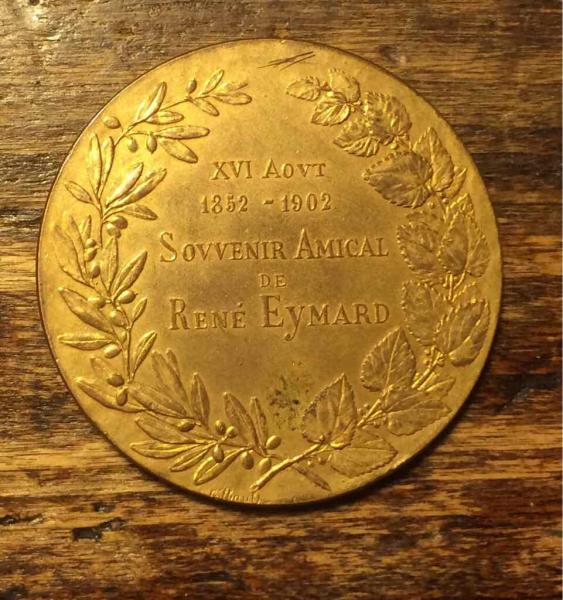 XVI AOVT
1852 - 1902
SOVVENIR AMICAL
DE
RENÉ EYMARD